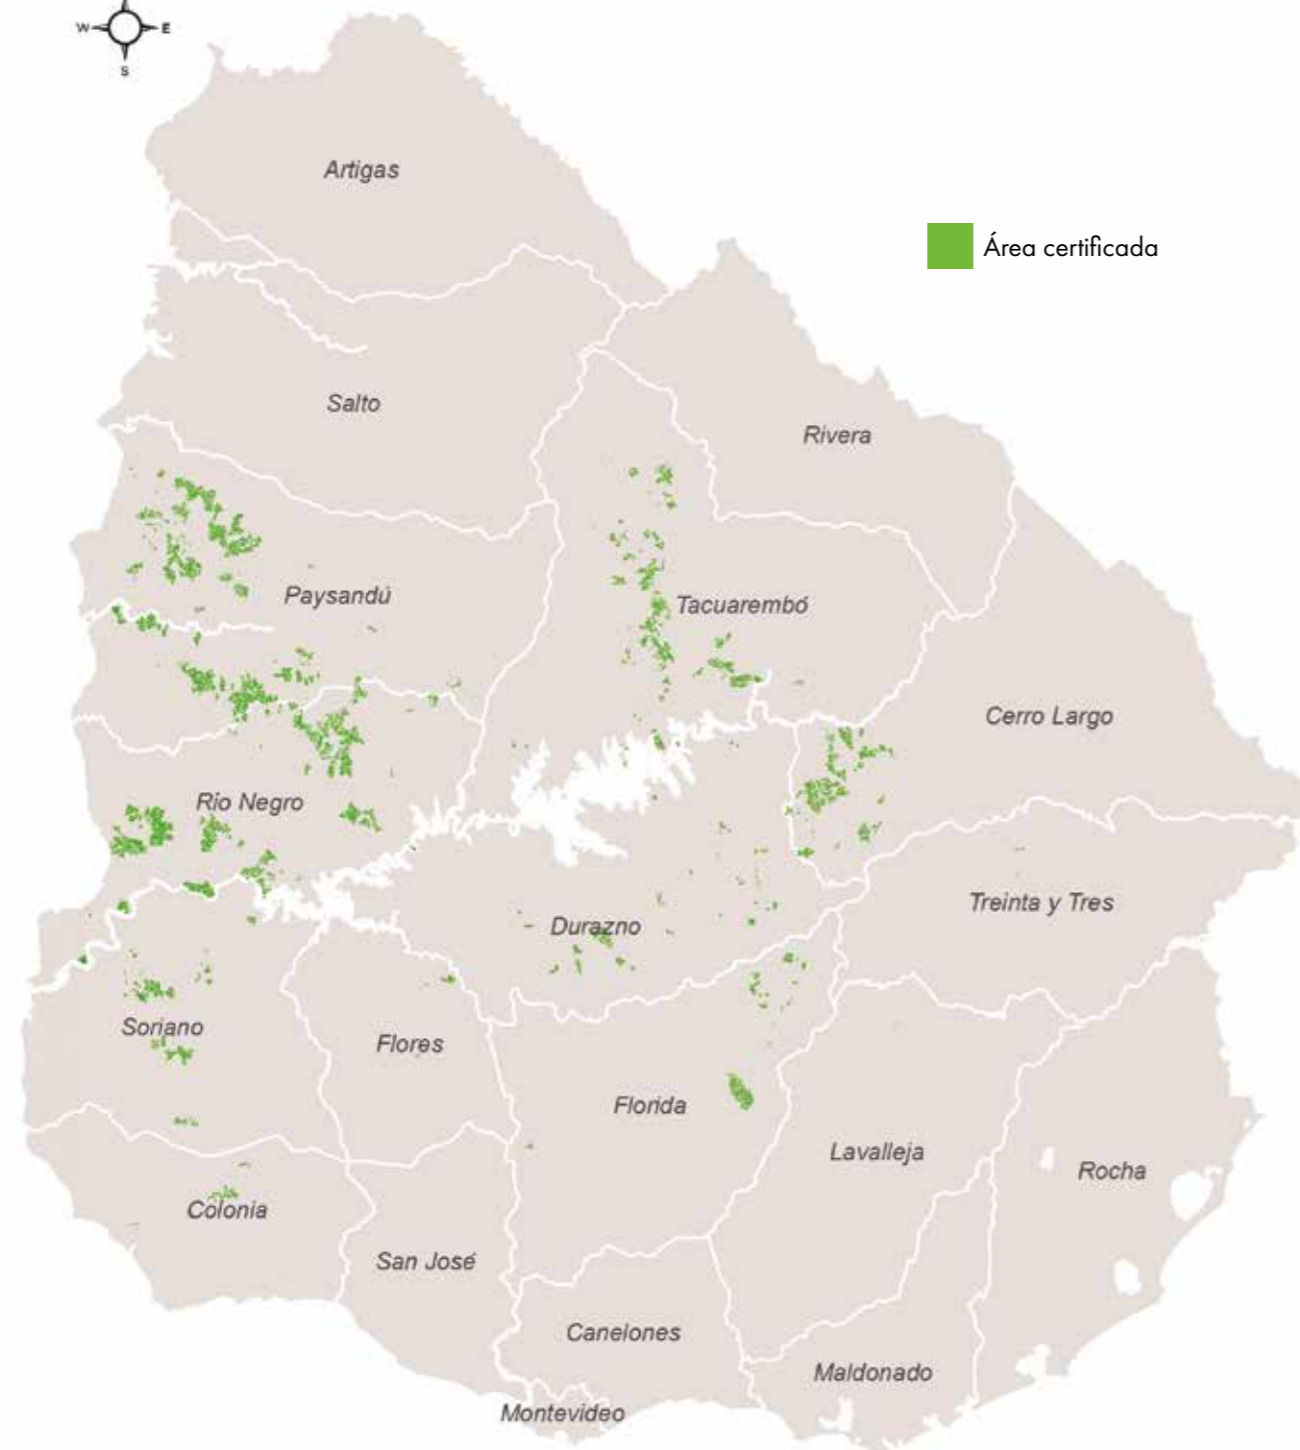 W E
S
Artigas
Área certificada
Salto
Rivera
Paysandú
Tacuarembó
Cerro Largo
Río Negro
Treinta y Tres
Durazno
Soriano
Flores
Florida
Lavalleja
Rocha
Colonia
San José
Canelones
Maldonado
Montevideo